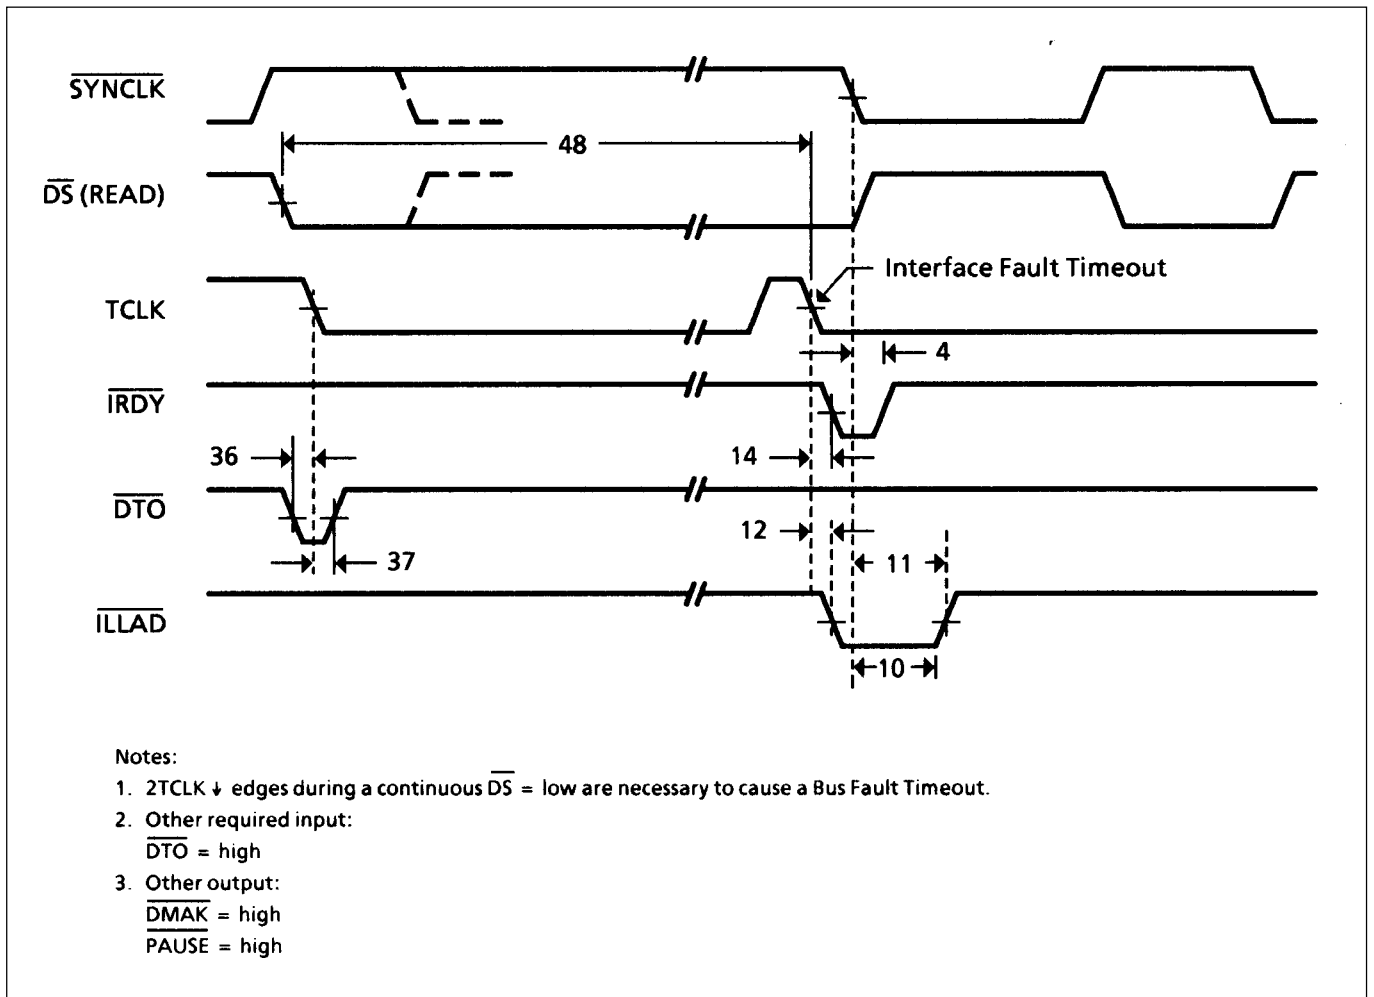 SYNCLK
48
DS (READ)
Interface Fault Timeout
TCLK
4
IRDY
36
14
DTO
12
37
11
ILLAD
10
Notes:
1. 2TCLK ↓ edges during a continuous DS = low are necessary to cause a Bus Fault Timeout.
2. Other required input:
DTO = high
3. Other output:
DMAK = high
PAUSE = high